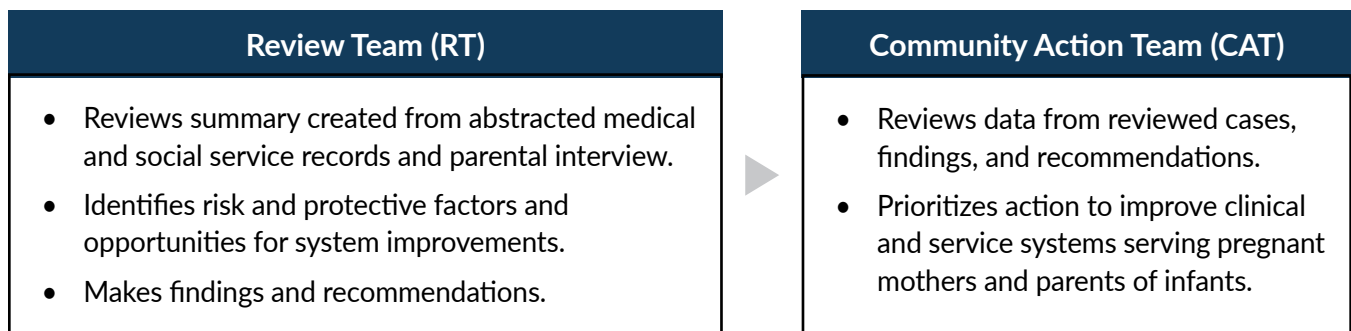 Review Team (RT)
• Reviews summary created from abstracted medical
and social service records and parental interview.
• Identifies risk and protective factors and
opportunities for system improvements.
• Makes findings and recommendations.
Community Action Team (CAT)
• Reviews data from reviewed cases,
findings, and recommendations.
• Prioritizes action to improve clinical
and service systems serving pregnant
mothers and parents of infants.